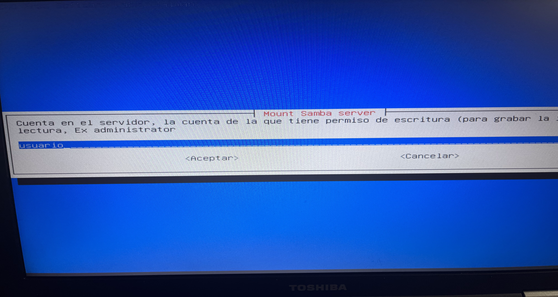 Mount Samba server
Cuenta en el servidor, la cuenta de la que tiene permiso de escritura (para grabar la
lectura, Ex administrator
usuario
<Aceptar> <Cancelar>
TOSHIBA